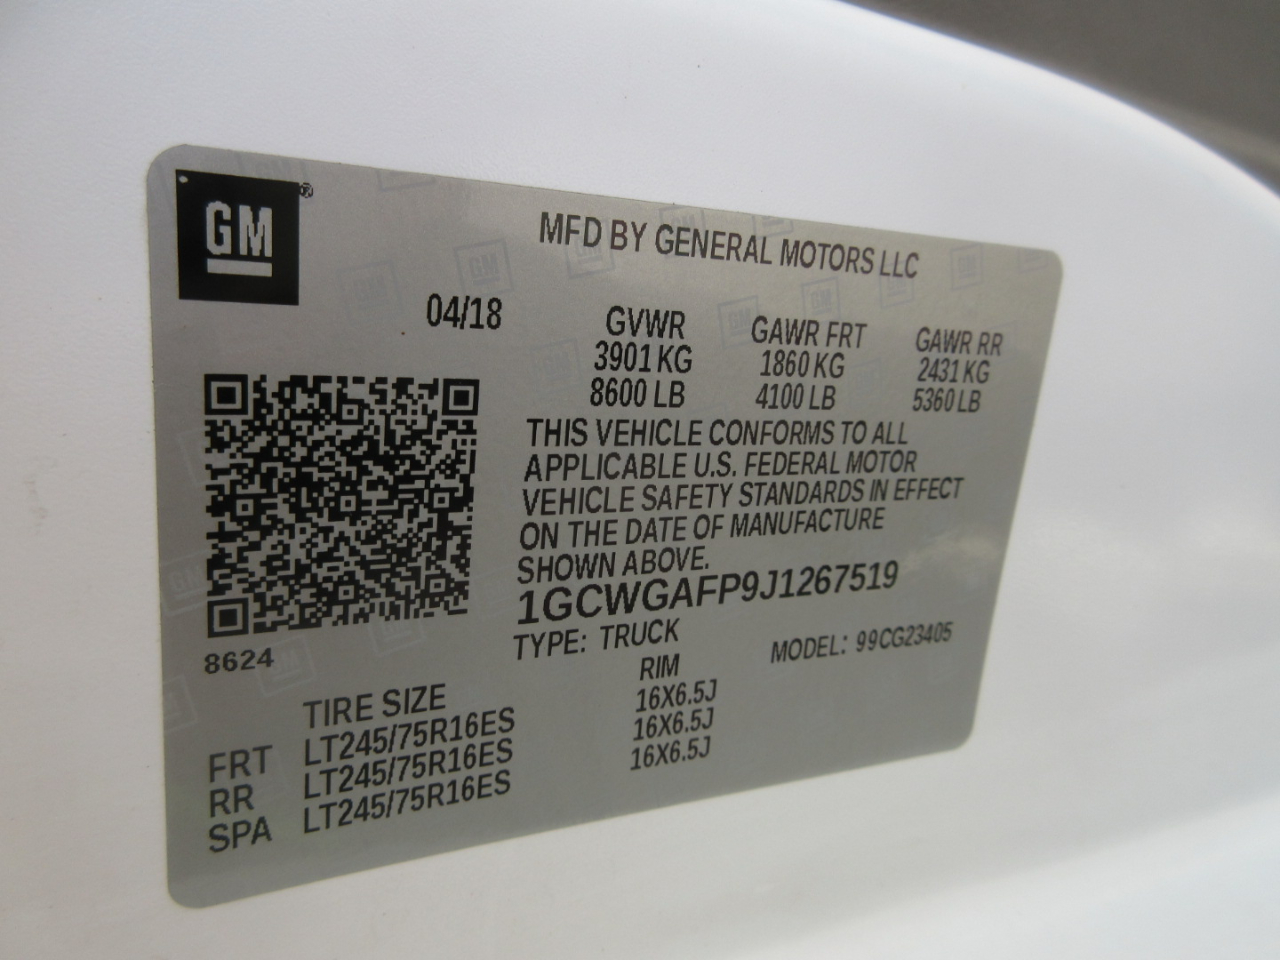 GM
MFD BY GENERAL MOTORS LLC
04/18
GVWR GAWR FRT GAWR RR
3901 KG 1860 KG 2431 KG
8600 LB 4100 LB 5360 LB
THIS VEHICLE CONFORMS TO ALL
APPLICABLE U.S. FEDERAL MOTOR
VEHICLE SAFETY STANDARDS IN EFFECT
ON THE DATE OF MANUFACTURE
SHOWN ABOVE.
1GCWGAFP9J1267519
8624
TYPE: TRUCK MODEL: 99CG23405
TIRE SIZE RIM
FRT LT245/75R16ES 16X6.5J
RR LT245/75R16ES 16X6.5J
SPA LT245/75R16ES 16X6.5J